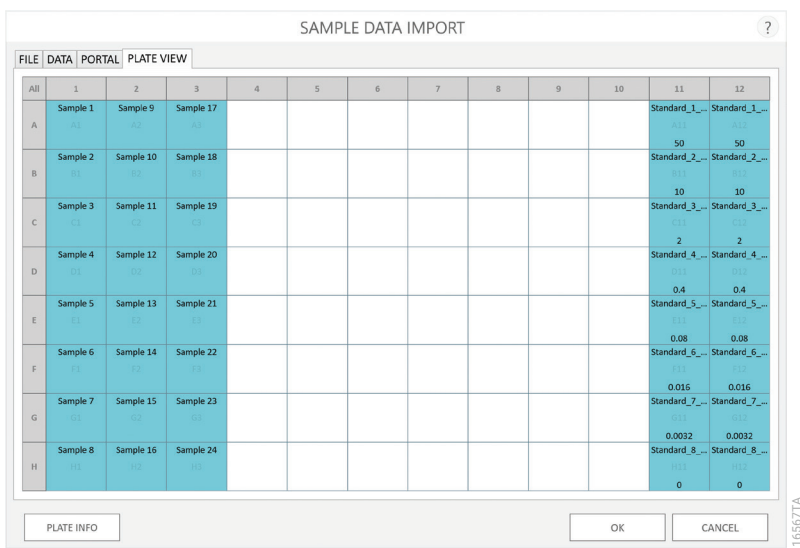 SAMPLE DATA IMPORT
?
FILE DATA PORTAL PLATE VIEW
All 1 2 3 4 5 6 7 8 9 10 11 12
Sample 1 Sample 9 Sample 17 Standard_1_... Standard_1_...
A A1 A2 A3 A11 A12
50 50
Sample 2 Sample 10 Sample 18 Standard_2_... Standard_2_...
B B1 B2 B3 B11 B12
10 10
Sample 3 Sample 11 Sample 19 Standard_3_... Standard_3_...
C C1 C2 C3 C11 C12
2 2
Sample 4 Sample 12 Sample 20 Standard_4_... Standard_4_...
D D1 D2 D3 D11 D12
0.4 0.4
Sample 5 Sample 13 Sample 21 Standard_5_... Standard_5_...
E E1 E2 E3 E11 E12
0.08 0.08
Sample 6 Sample 14 Sample 22 Standard_6_... Standard_6_...
F F1 F2 F3 F11 F12
0.016 0.016
Sample 7 Sample 15 Sample 23 Standard_7_... Standard_7_...
G G1 G2 G3 G11 G12
0.0032 0.0032
Sample 8 Sample 16 Sample 24 Standard_8_... Standard_8_...
H H1 H2 H3 H11 H12
0 0
PLATE INFO OK CANCEL
16567TA